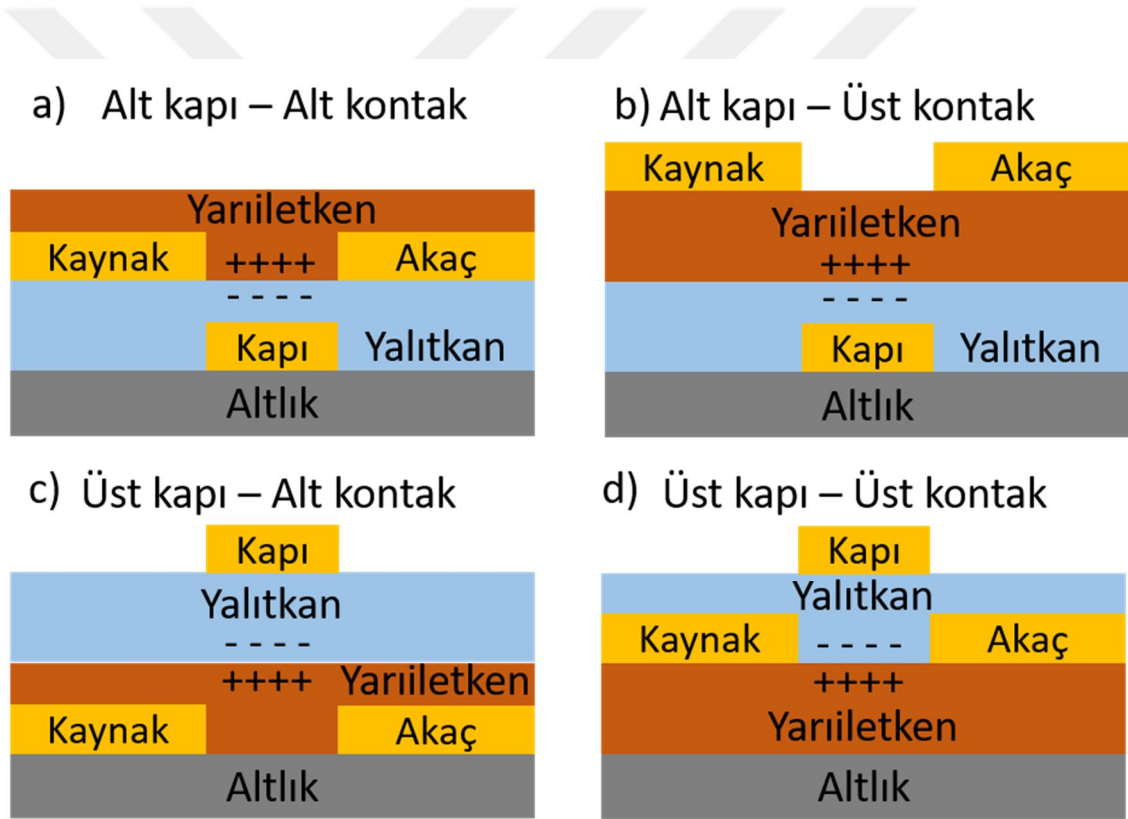 a) Alt kapı – Alt kontak
Yarıiletken
Kaynak ++++ Akaç
- - - -
Kapı Yalıtkan
Altlık
b) Alt kapı – Üst kontak
Kaynak Akaç
Yarıiletken
++++
- - - -
Kapı Yalıtkan
Altlık
c) Üst kapı – Alt kontak
Kapı
Yalıtkan
- - - -
++++ Yarıiletken
Kaynak Akaç
Altlık
d) Üst kapı – Üst kontak
Kapı
Yalıtkan
Kaynak - - - - Akaç
++++
Yarıiletken
Altlık